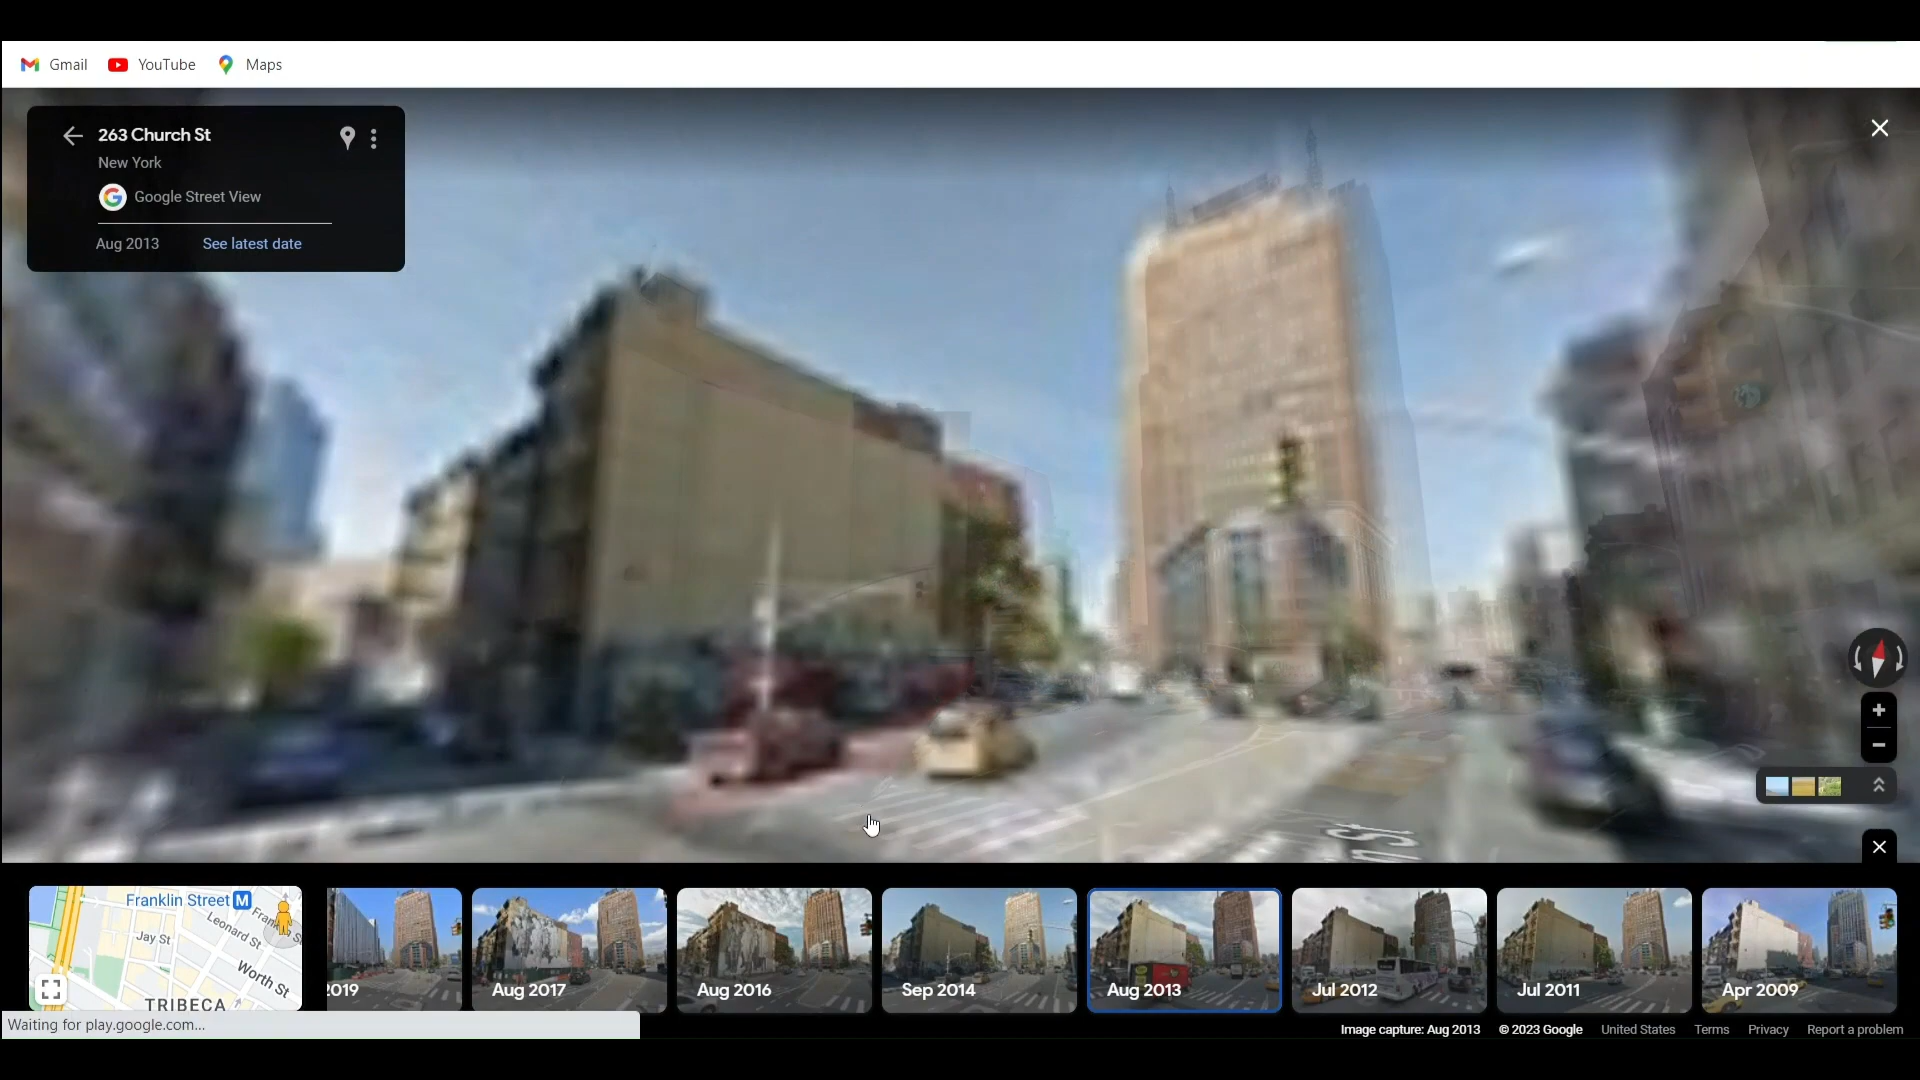 Gmail
YouTube
Maps
263 Church St
New York
Google Street View
Aug 2013
See latest date
Franklin Street M
Leonard St
Jay St
Worth St
TRIBECA
2019
Aug 2017
Aug 2016
Sep 2014
Aug 2013
Jul 2012
Jul 2011
Apr 2009
Waiting for play.google.com...
Image capture: Aug 2013
© 2023 Google
United States
Terms
Privacy
Report a problem